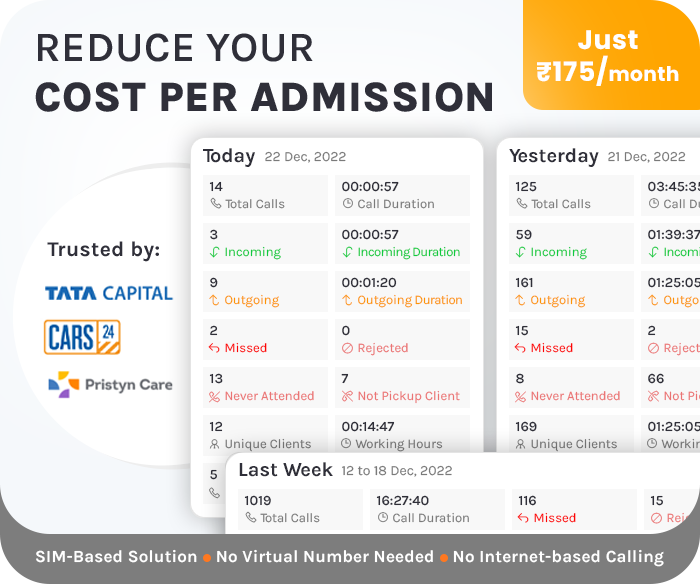 REDUCE YOUR
COST PER ADMISSION
Just
₹175/month
Trusted by:
TATA CAPITAL
CARS 24
Pristyn Care
Today 22 Dec, 2022
14
Total Calls
00:00:57
Call Duration
3
Incoming
00:00:57
Incoming Duration
9
Outgoing
00:01:20
Outgoing Duration
2
Missed
0
Rejected
13
Never Attended
7
Not Pickup Client
12
Unique Clients
00:14:47
Working Hours
5
Yesterday 21 Dec, 2022
125
Total Calls
03:45:3
Call
59
Incoming
01:39:37
161
Outgoing
01:25:05
15
Missed
2
8
Never Attended
66
Not
169
Unique Clients
01:25:05
Last Week 12 to 18 Dec, 2022
1019
Total Calls
16:27:40
Call Duration
116
Missed
15
SIM-Based Solution • No Virtual Number Needed • No Internet-based Calling